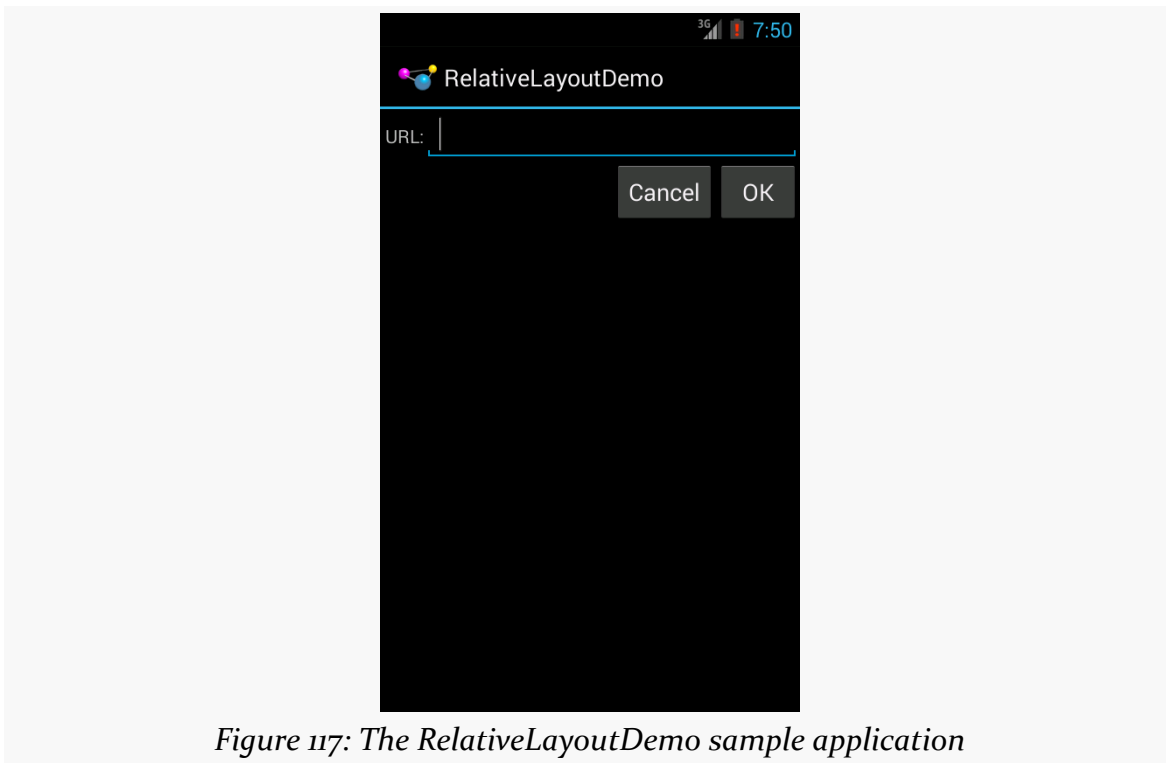 3G 7:50
RelativeLayoutDemo
URL:
Cancel OK
Figure 117: The RelativeLayoutDemo sample application